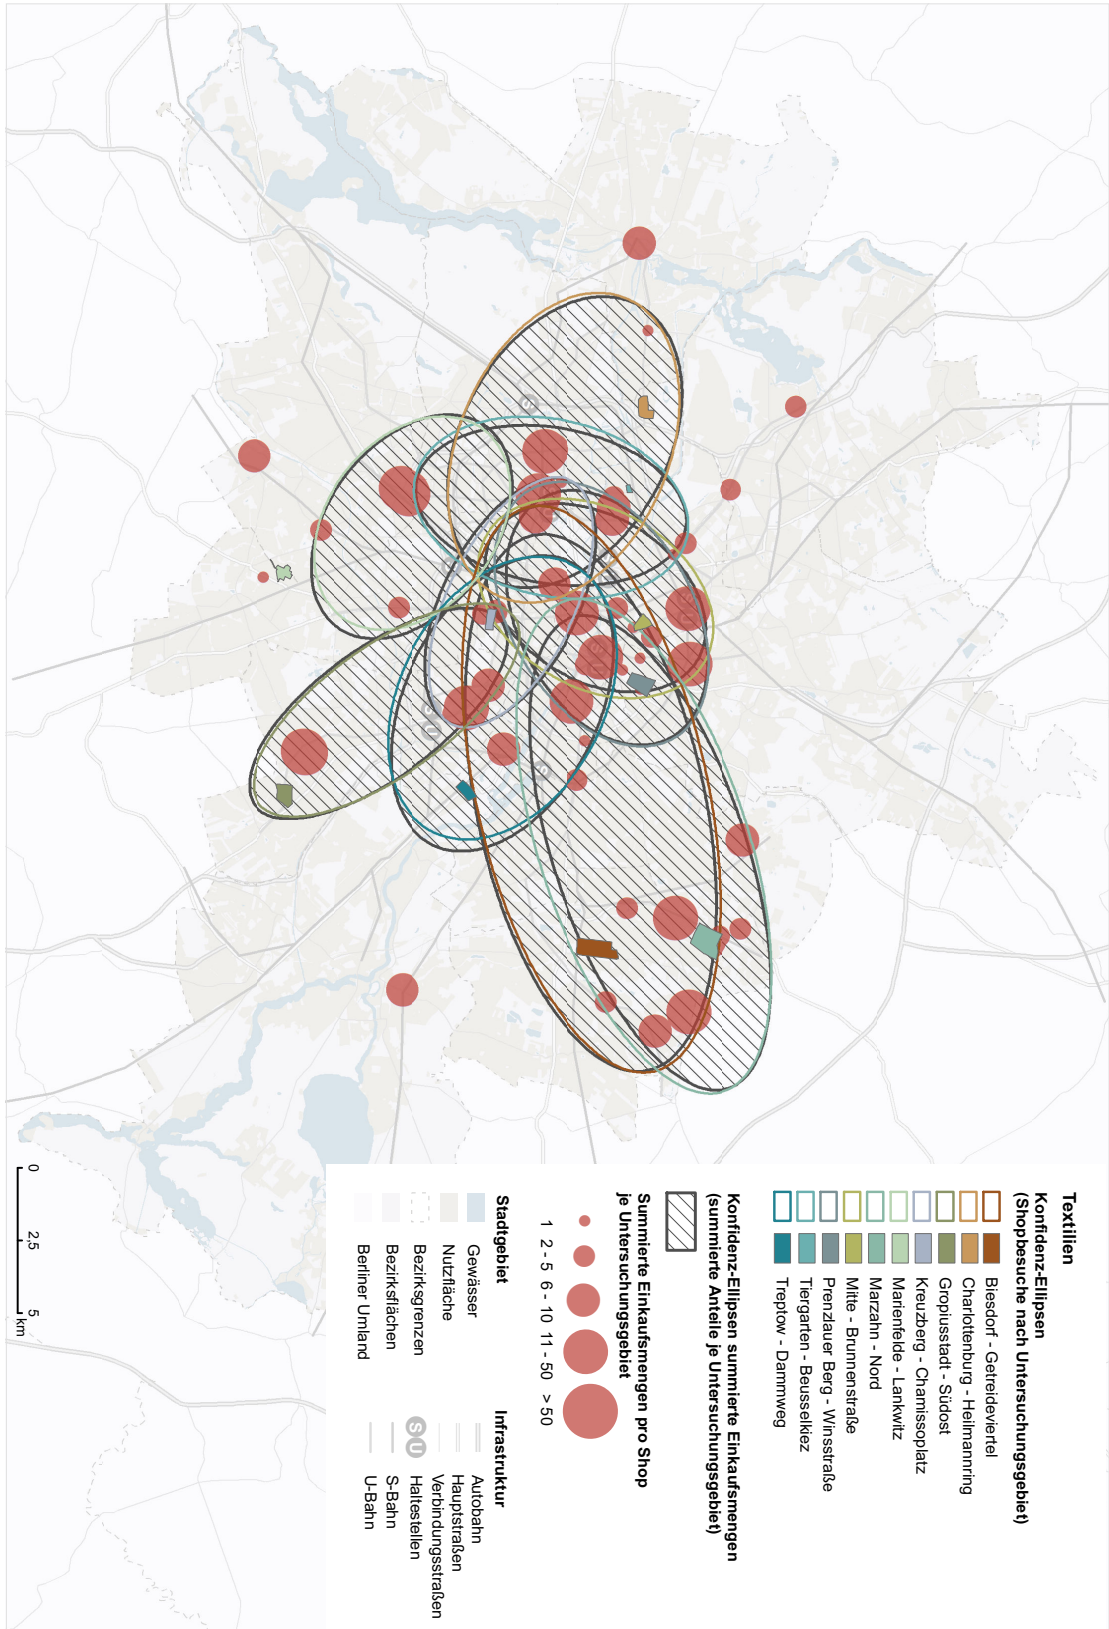 Textilien
Konfidenz-Ellipsen
(Shopbesuche nach Untersuchungsgebiet)
Biesdorf - Getreideviertel
Charlottenburg - Heilmannring
Gropiusstadt - Südost
Kreuzberg - Chamissoplatz
Marienfelde - Lankwitz
Marzahn - Nord
Mitte - Brunnenstraße
Prenzlauer Berg - Winsstraße
Tiergarten - Beusselkiez
Treptow - Dammweg
Konfidenz-Ellipsen summierte Einkaufsmengen
(summierte Anteile je Untersuchungsgebiet)
Summierte Einkaufsmengen pro Shop
je Untersuchungsgebiet
1 2 - 5 6 - 10 11 - 50 > 50
Stadtgebiet
Gewässer
Nutzfläche
Bezirksgrenzen
Bezirksflächen
Berliner Umland
Infrastruktur
Autobahn
Hauptstraßen
Verbindungsstraßen
S U Haltestellen
S-Bahn
U-Bahn
0 2,5 5
km